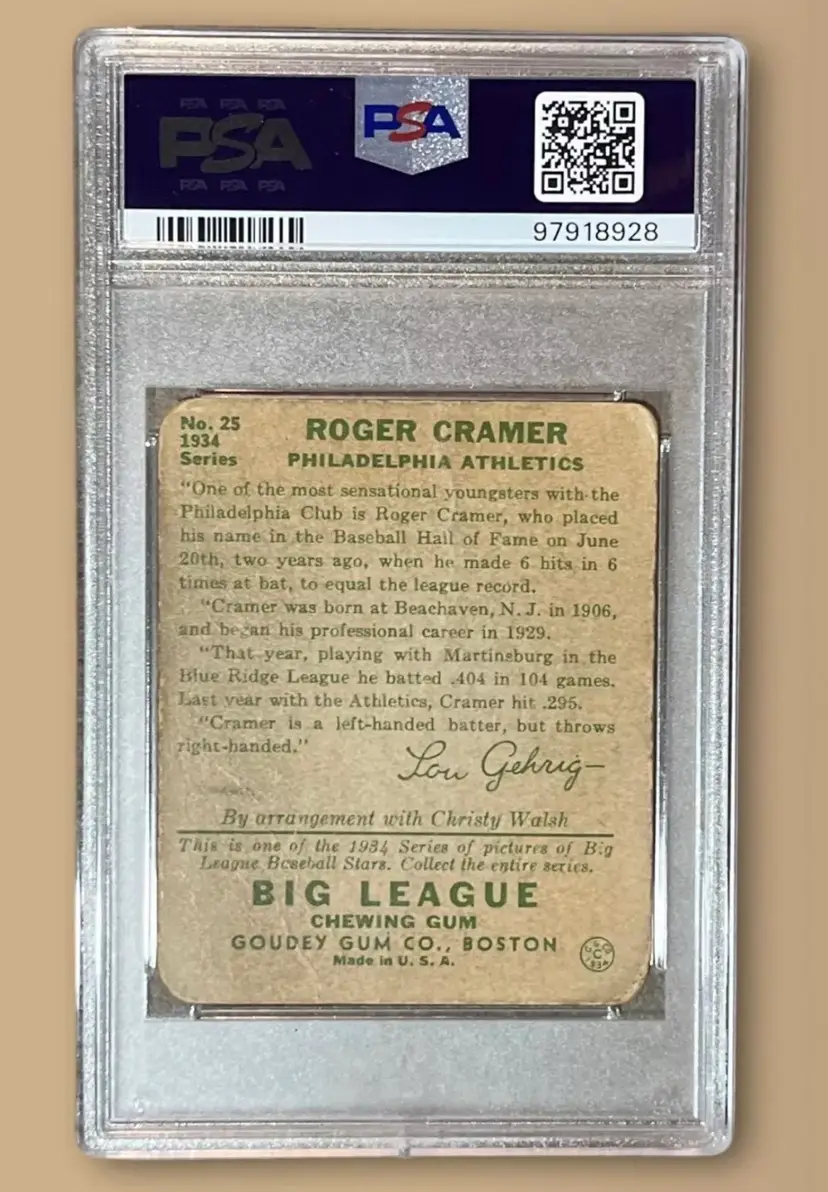 PSA PSA PSA
PSA
PSA PSA PSA
PSA
97918928
No. 25
1934
Series
ROGER CRAMER
PHILADELPHIA ATHLETICS
"One of the most sensational youngsters with the
Philadelphia Club is Roger Cramer, who placed
his name in the Baseball Hall of Fame on June
20th, two years ago, when he made 6 hits in 6
times at bat, to equal the league record.
"Cramer was born at Beachaven, N. J. in 1906,
and began his professional career in 1929.
"That year, playing with Martinsburg in the
Blue Ridge League he batted .404 in 104 games.
Last year with the Athletics, Cramer hit .295.
"Cramer is a left-handed batter, but throws
right-handed."
Lou Gehrig
By arrangement with Christy Walsh
This is one of the 1934 Series of pictures of Big
League Baseball Stars. Collect the entire series.
BIG LEAGUE
CHEWING GUM
GOUDEY GUM CO., BOSTON
Made in U. S. A.